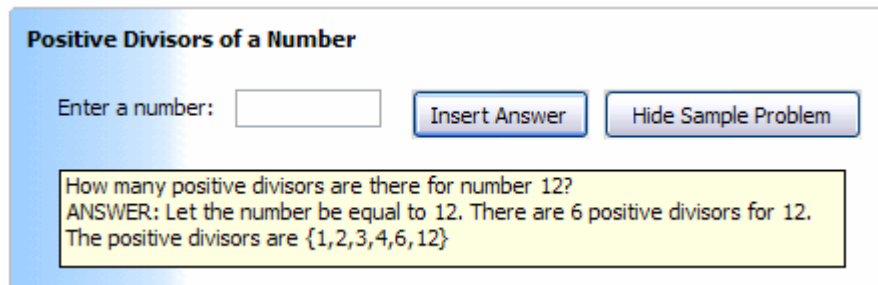 Positive Divisors of a Number
Enter a number:
Insert Answer
Hide Sample Problem
How many positive divisors are there for number 12?
ANSWER: Let the number be equal to 12. There are 6 positive divisors for 12.
The positive divisors are {1,2,3,4,6,12}